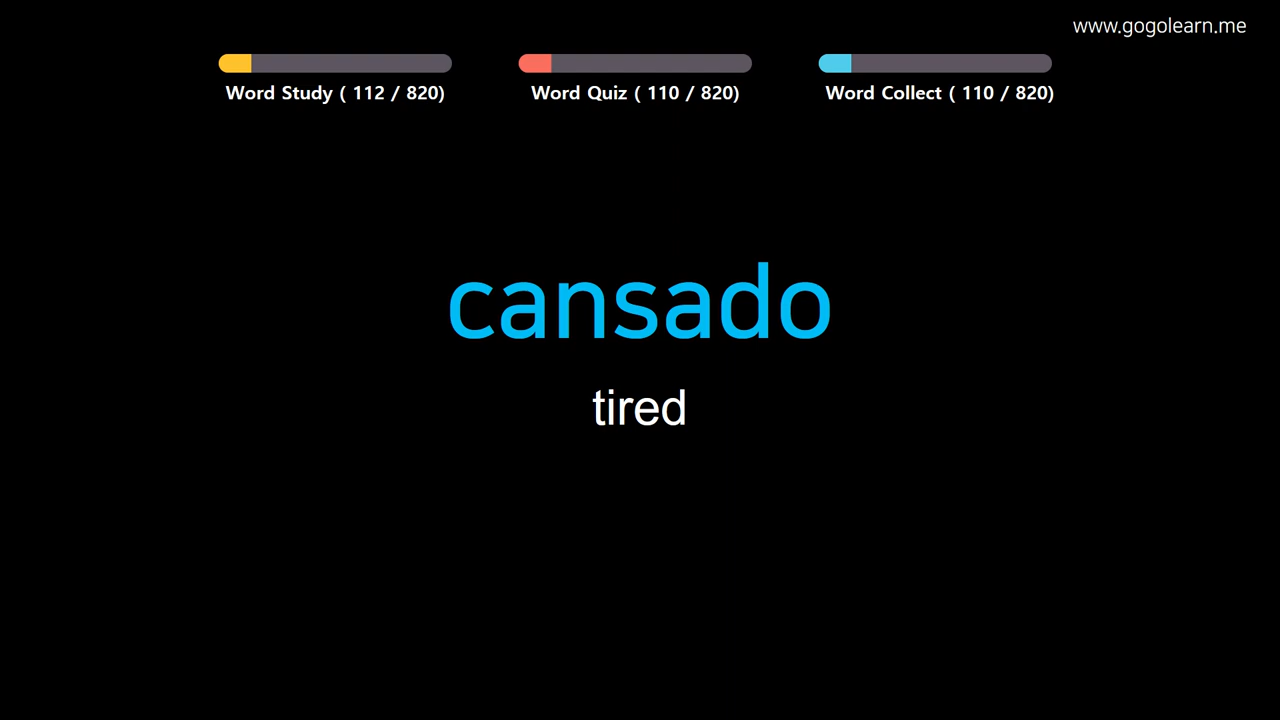 www.gogolearn.me
Word Study ( 112 / 820)
Word Quiz ( 110 / 820)
Word Collect ( 110 / 820)
cansado
tired